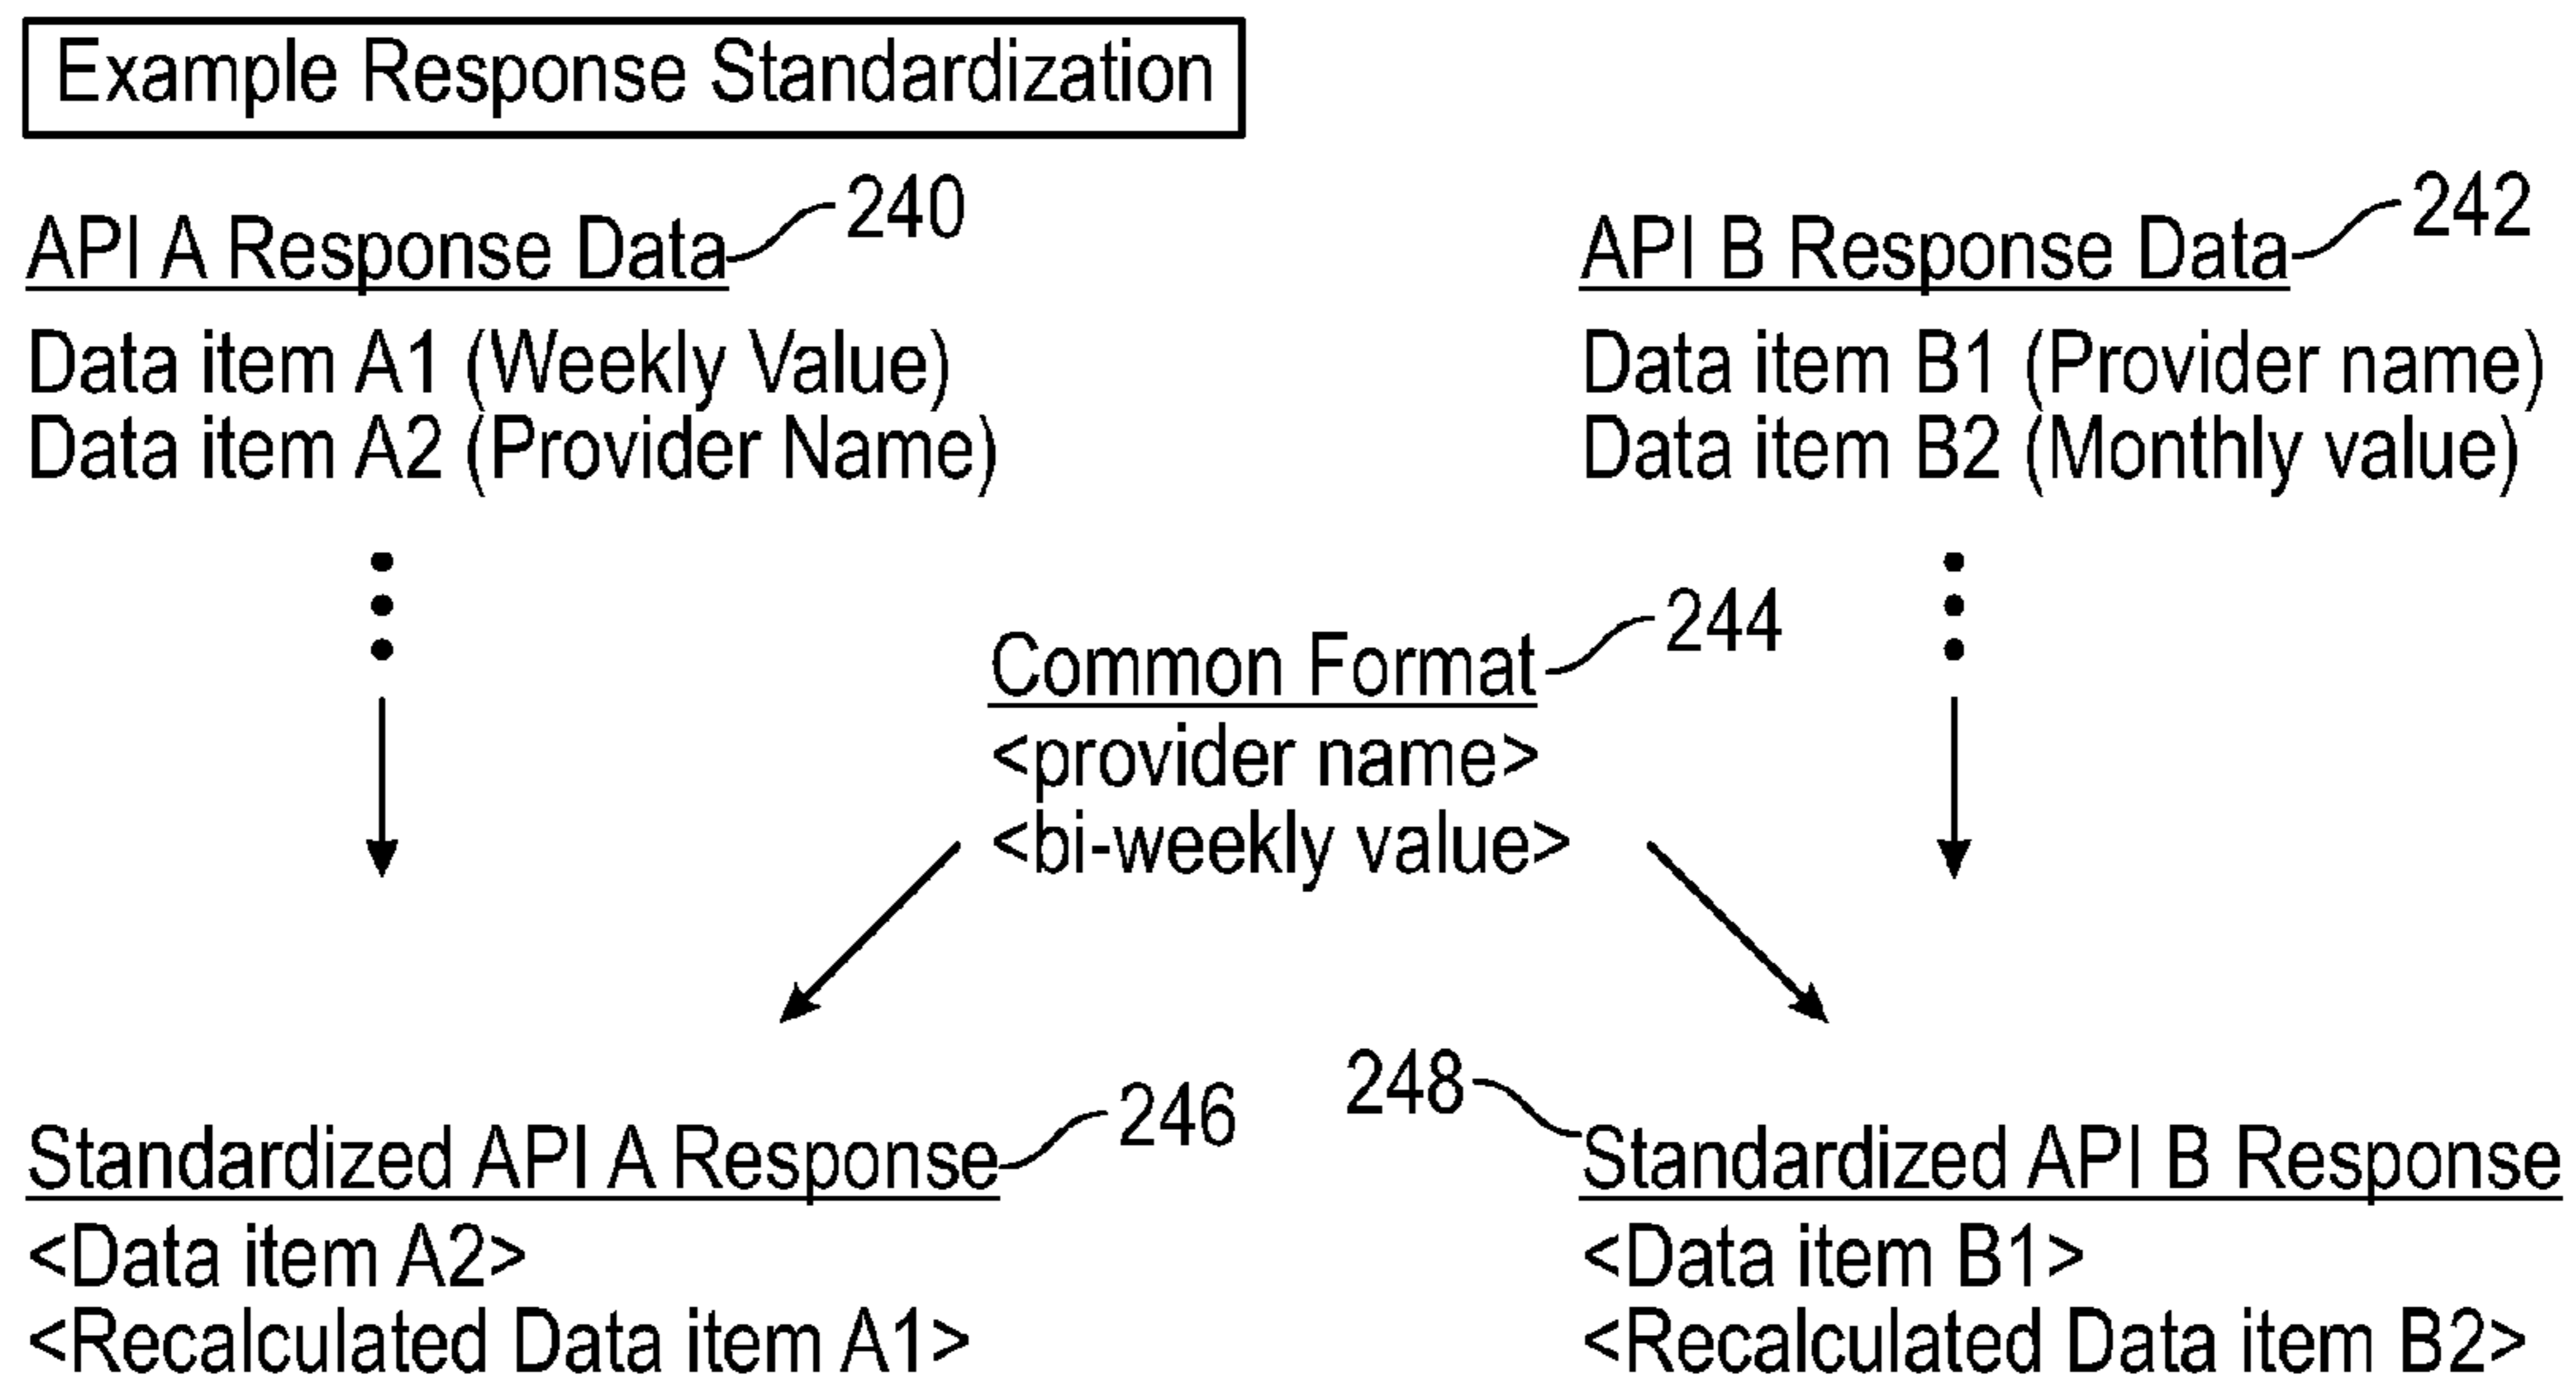 Example Response Standardization
240
API A Response Data
Data item A1 (Weekly Value)
Data item A2 (Provider Name)
242
API B Response Data
Data item B1 (Provider name)
Data item B2 (Monthly value)
244
Common Format
<provider name>
<bi-weekly value>
246
Standardized API A Response
<Data item A2>
<Recalculated Data item A1>
248
Standardized API B Response
<Data item B1>
<Recalculated Data item B2>